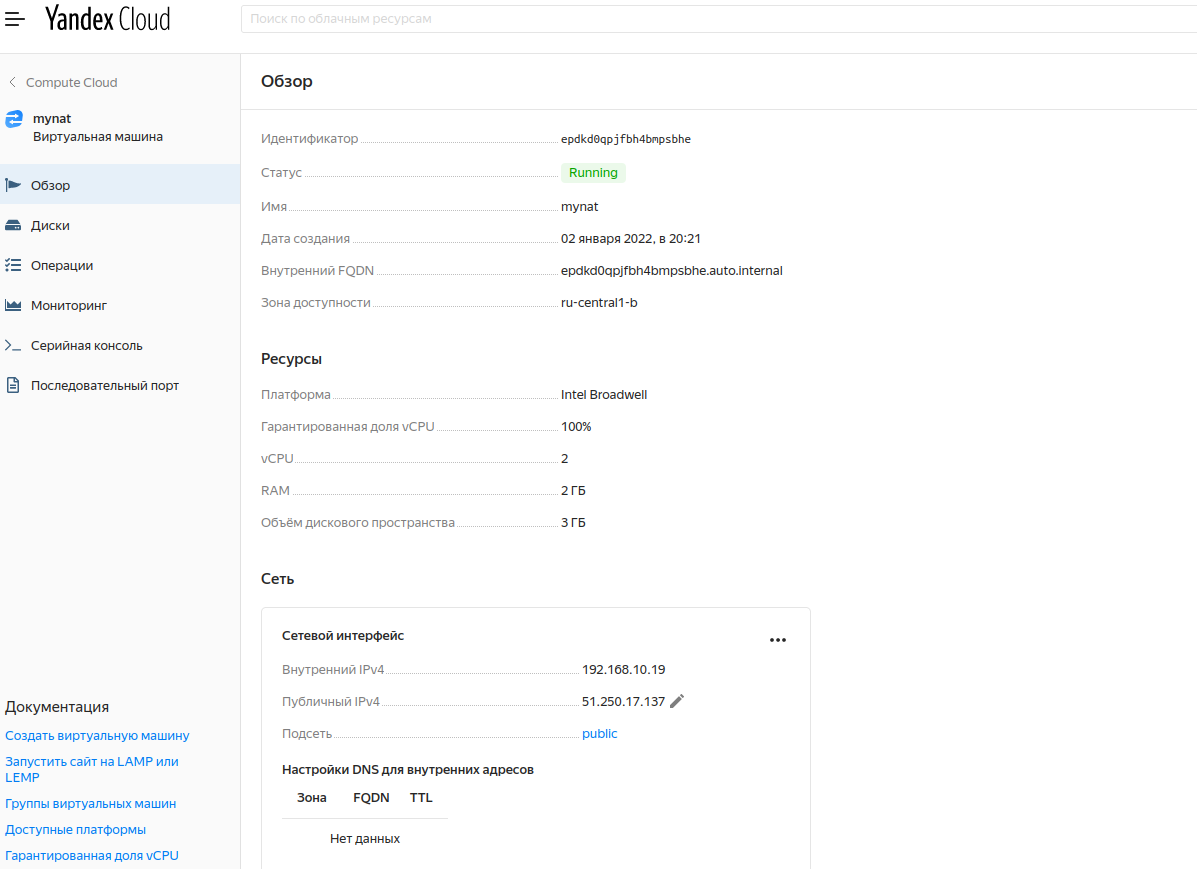 Yandex Cloud
Поиск по облачным ресурсам
Compute Cloud
mynat
Виртуальная машина
Обзор
Диски
Операции
Мониторинг
Серийная консоль
Последовательный порт
Документация
Создать виртуальную машину
Запустить сайт на LAMP или
LEMP
Группы виртуальных машин
Доступные платформы
Гарантированная доля vCPU
Обзор
Идентификатор epdkd0qpjfbh4bmpsbhe
Статус Running
Имя mynat
Дата создания 02 января 2022, в 20:21
Внутренний FQDN epdkd0qpjfbh4bmpsbhe.auto.internal
Зона доступности ru-central1-b
Ресурсы
Платформа Intel Broadwell
Гарантированная доля vCPU 100%
vCPU 2
RAM 2 ГБ
Объём дискового пространства 3 ГБ
Сеть
Сетевой интерфейс
Внутренний IPv4 192.168.10.19
Публичный IPv4 51.250.17.137
Подсеть public
Настройки DNS для внутренних адресов
Зона FQDN TTL
Нет данных